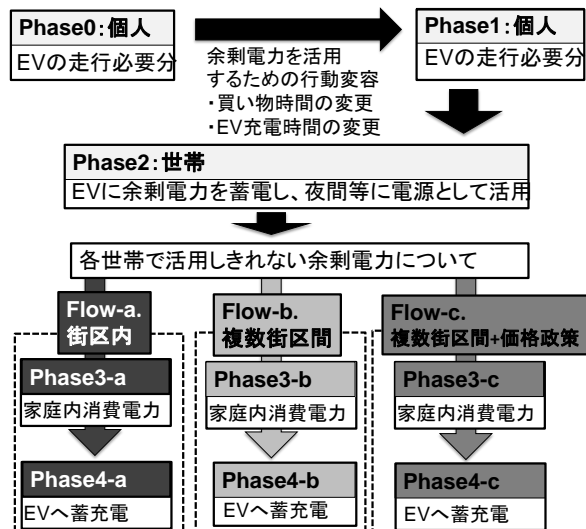 Phase0:個人
EVの走行必要分
余剰電力を活用
するための行動変容
・買い物時間の変更
・EV充電時間の変更
Phase1:個人
EVの走行必要分
Phase2:世帯
EVに余剰電力を蓄電し、夜間等に電源として活用
各世帯で活用しきれない余剰電力について
Flow-a.
街区内
Phase3-a
家庭内消費電力
Phase4-a
EVへ蓄充電
Flow-b.
複数街区間
Phase3-b
家庭内消費電力
Phase4-b
EVへ蓄充電
Flow-c.
複数街区間+価格政策
Phase3-c
家庭内消費電力
Phase4-c
EVへ蓄充電